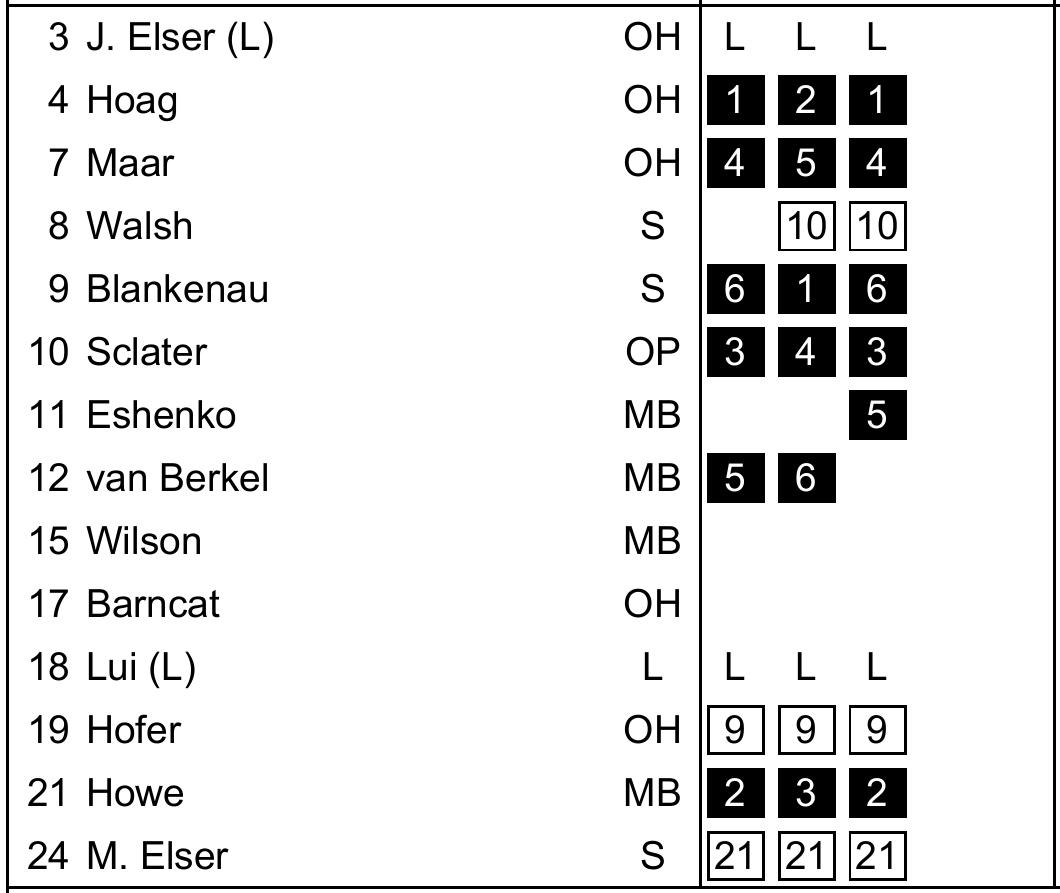 3 J. Elser (L) OH L L L
4 Hoag OH 1 2 1
7 Maar OH 4 5 4
8 Walsh S 10 10
9 Blankenau S 6 1 6
10 Sclater OP 3 4 3
11 Eshenko MB 5
12 van Berkel MB 5 6
15 Wilson MB
17 Barncat OH
18 Lui (L) L L L L
19 Hofer OH 9 9 9
21 Howe MB 2 3 2
24 M. Elser S 21 21 21